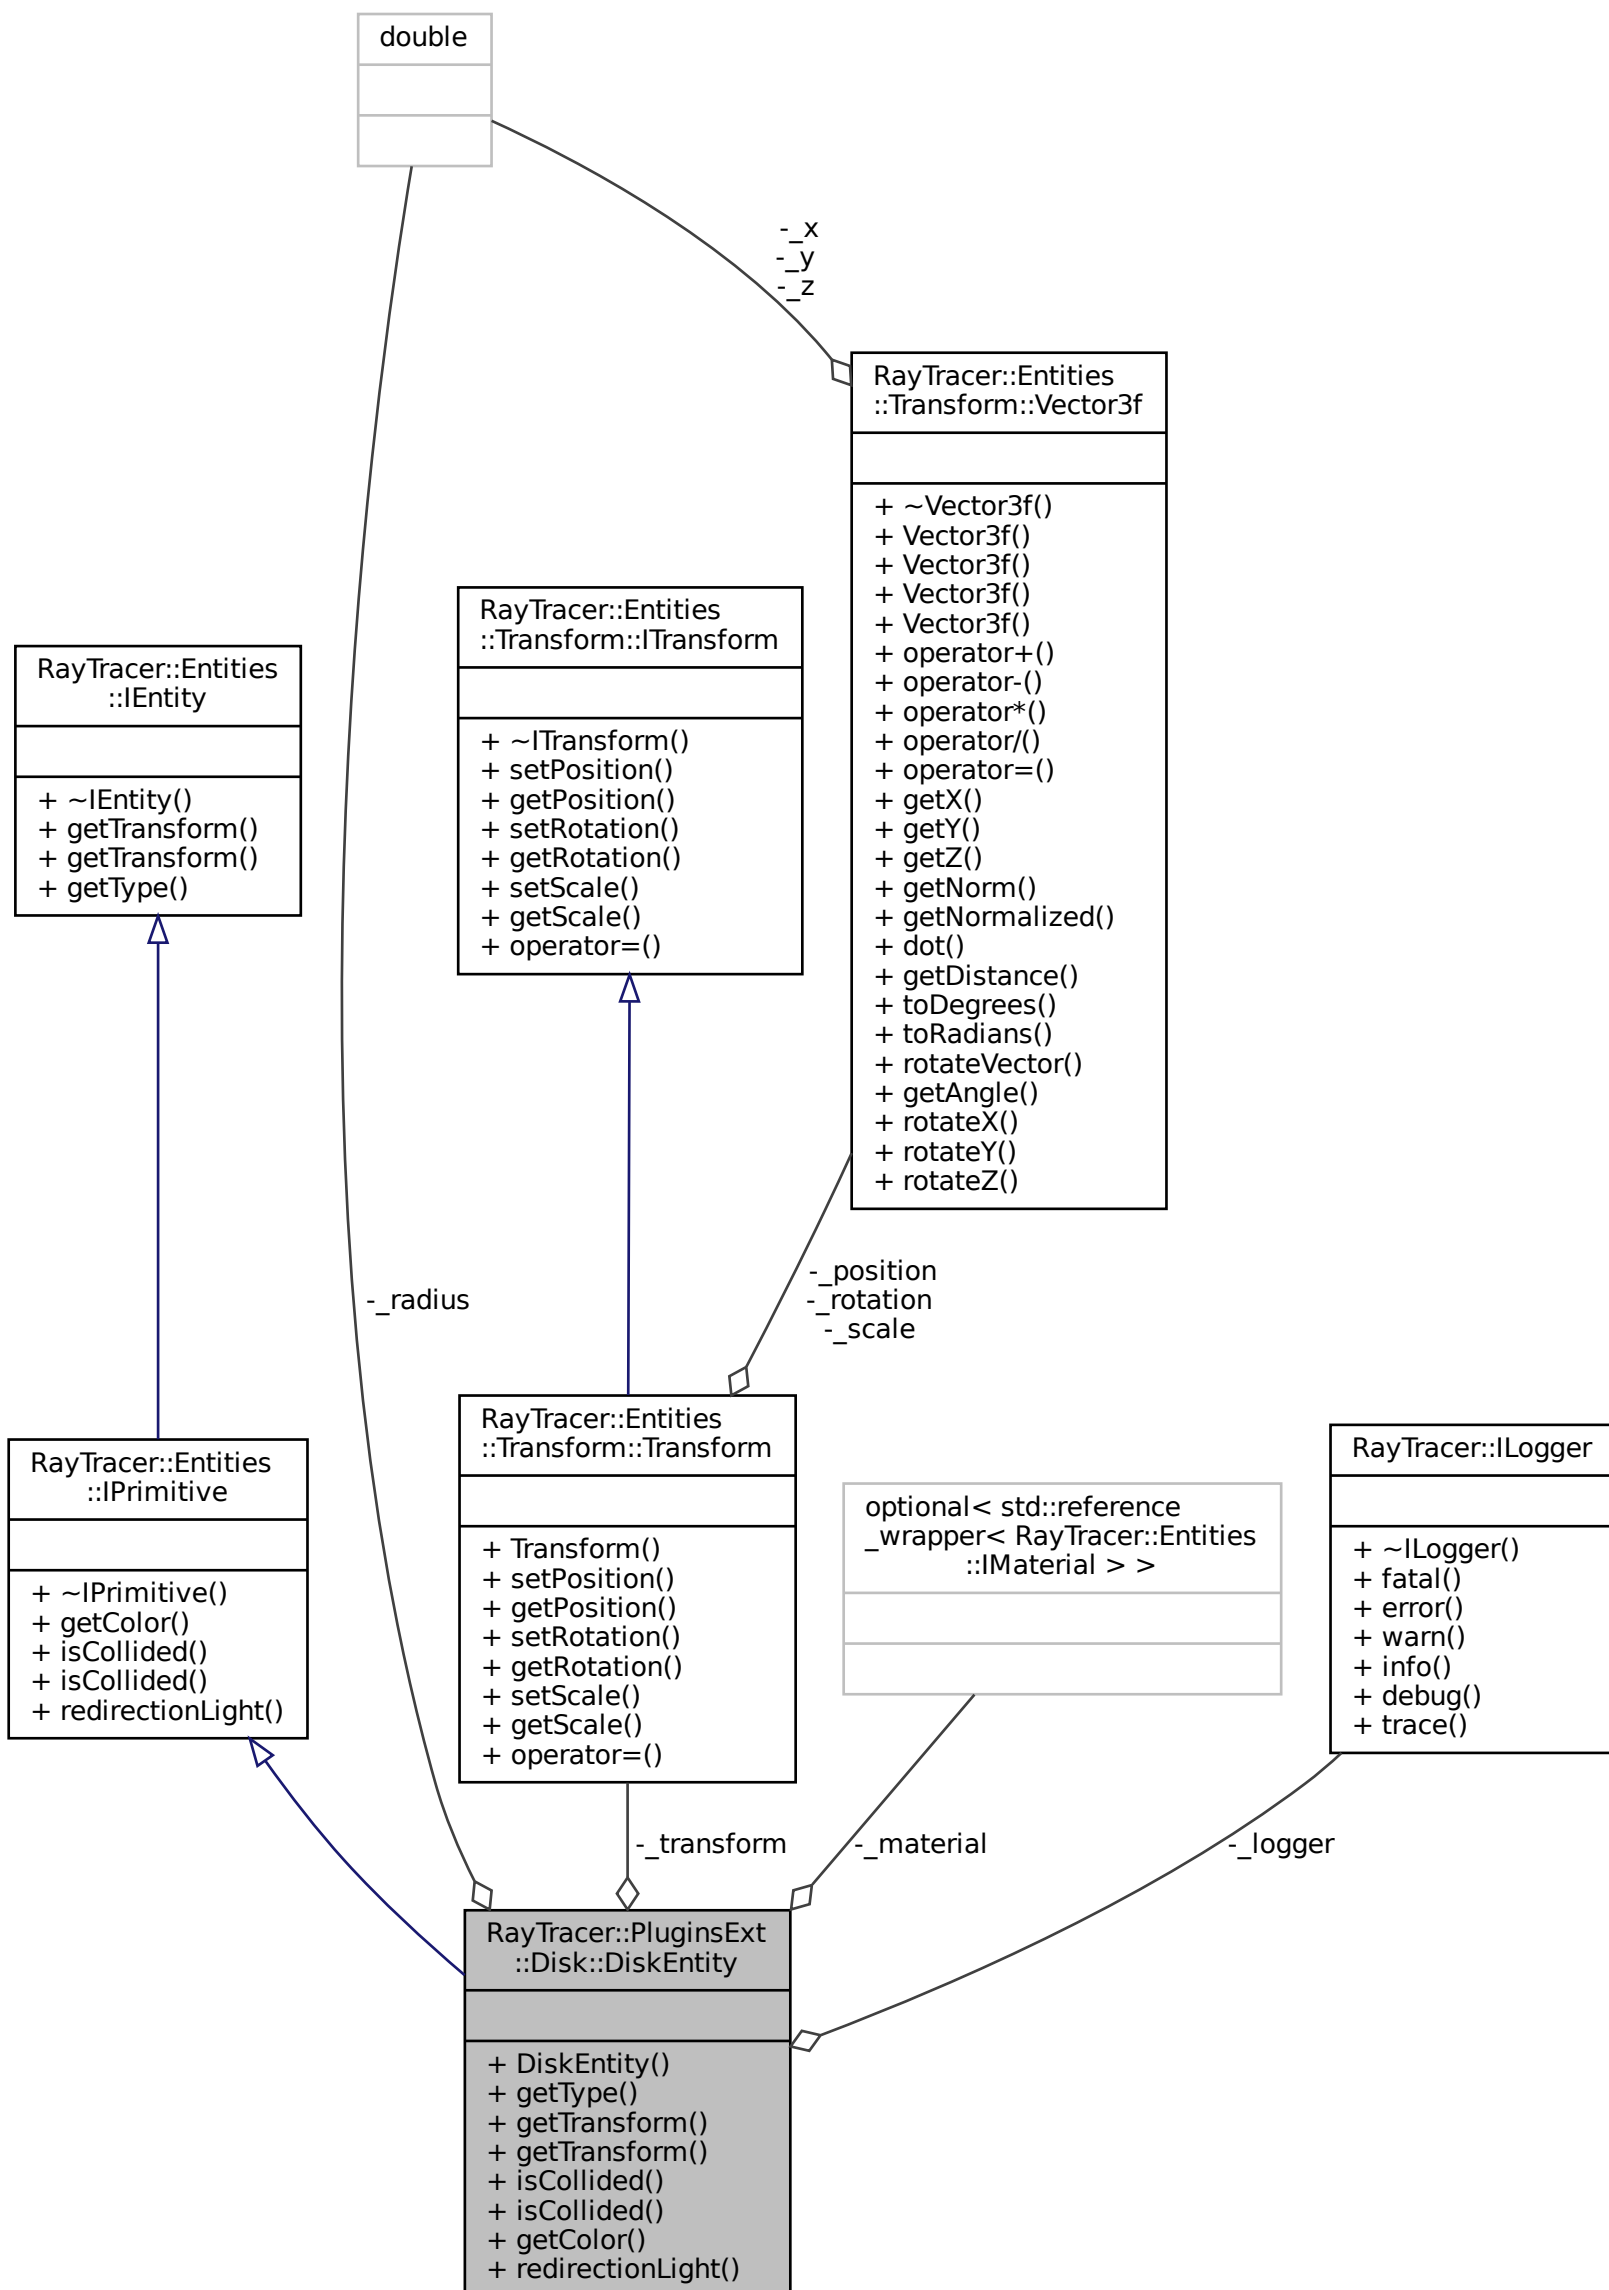 double
-_x
-_y
-_z
RayTracer::Entities
::Transform::Vector3f
+ ~Vector3f()
+ Vector3f()
+ Vector3f()
+ Vector3f()
+ Vector3f()
+ operator+()
+ operator-()
+ operator*()
+ operator/()
+ operator=()
+ getX()
+ getY()
+ getZ()
+ getNorm()
+ getNormalized()
+ dot()
+ getDistance()
+ toDegrees()
+ toRadians()
+ rotateVector()
+ getAngle()
+ rotateX()
+ rotateY()
+ rotateZ()
RayTracer::Entities
::Transform::ITransform
+ ~ITransform()
+ setPosition()
+ getPosition()
+ setRotation()
+ getRotation()
+ setScale()
+ getScale()
+ operator=()
RayTracer::Entities
::IEntity
+ ~IEntity()
+ getTransform()
+ getTransform()
+ getType()
-_radius
-_position
-_rotation
-_scale
RayTracer::Entities
::IPrimitive
+ ~IPrimitive()
+ getColor()
+ isCollided()
+ isCollided()
+ redirectionLight()
RayTracer::Entities
::Transform::Transform
+ Transform()
+ setPosition()
+ getPosition()
+ setRotation()
+ getRotation()
+ setScale()
+ getScale()
+ operator=()
optional< std::reference
_wrapper< RayTracer::Entities
::IMaterial > >
RayTracer::ILogger
+ ~ILogger()
+ fatal()
+ error()
+ warn()
+ info()
+ debug()
+ trace()
-_transform
-_material
-_logger
RayTracer::PluginsExt
::Disk::DiskEntity
+ DiskEntity()
+ getType()
+ getTransform()
+ getTransform()
+ isCollided()
+ isCollided()
+ getColor()
+ redirectionLight()